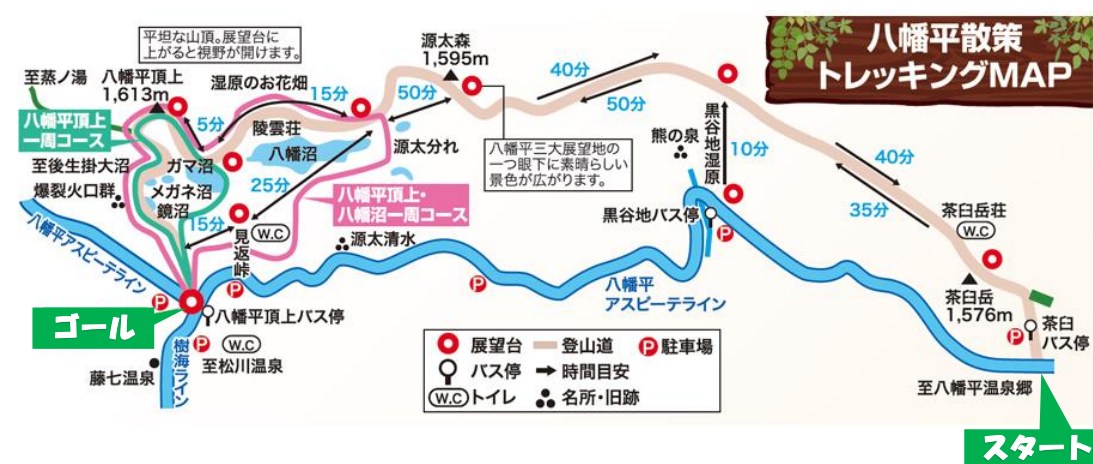 八幡平散策
トレッキングMAP
平坦な山頂。展望台に
上がると視野が開けます。
源太森
1,595m
至蒸ノ湯
八幡平頂上
1,613m
湿原のお花畑
15分
50分
40分
50分
八幡平頂上
一周コース
5分
陵雲荘
八幡沼
源太分れ
八幡平三大展望地の
一つ眼下に素晴らしい
景色が広がります。
熊の泉
黒谷地湿原
10分
至後生掛大沼
ガマ沼
爆裂火口群
メガネ沼
鏡沼
25分
八幡平頂上・
八幡沼一周コース
40分
35分
15分
見返峠
W.C
源太清水
黒谷地バス停
P
茶臼岳荘
W.C
八幡平アスピーテライン
P
P
P
八幡平
アスピーテライン
茶臼岳
1,576m
ゴール
八幡平頂上バス停
P
W.C
至松川温泉
樹海ライン
藤七温泉
展望台
登山道
P 駐車場
バス停
時間目安
W.C トイレ
名所・旧跡
P
茶臼
バス停
至八幡平温泉郷
スタート